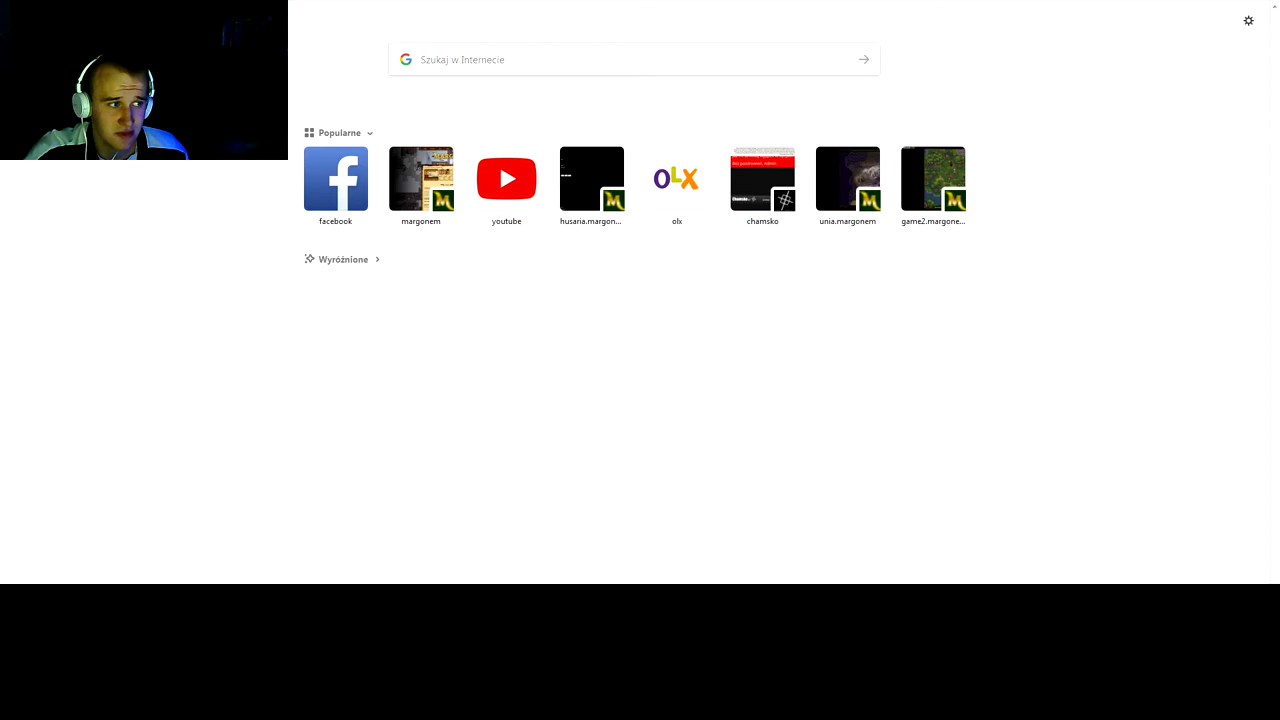 Szukaj w Internecie
Popularne
facebook
margonem
youtube
husaria.margon...
olx
chamsko
unia.margonem
game2.margone...
Wyróżnione